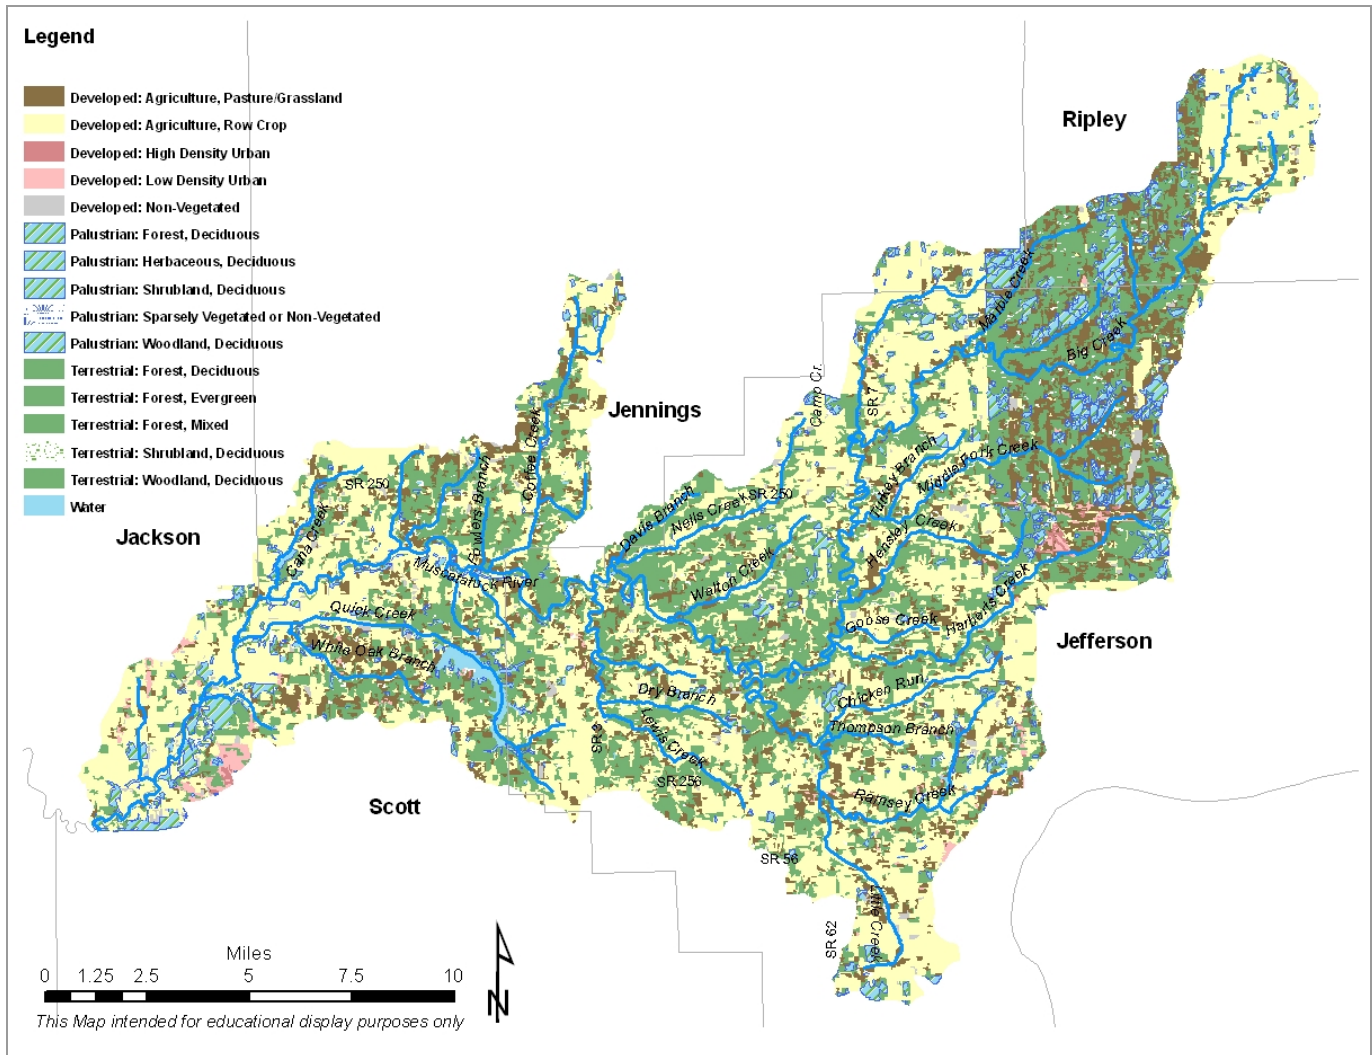 Legend
Developed: Agriculture, Pasture/Grassland
Developed: Agriculture, Row Crop
Developed: High Density Urban
Developed: Low Density Urban
Developed: Non-Vegetated
Palustrian: Forest, Deciduous
Palustrian: Herbaceous, Deciduous
Palustrian: Shrubland, Deciduous
Palustrian: Sparsely Vegetated or Non-Vegetated
Palustrian: Woodland, Deciduous
Terrestrial: Forest, Deciduous
Terrestrial: Forest, Evergreen
Terrestrial: Forest, Mixed
Terrestrial: Shrubland, Deciduous
Terrestrial: Woodland, Deciduous
Water
Ripley
Marble Creek
Big Creek
Jennings
Camp Cr.
SR 7
Coffee Creek
Fowlers Branch
SR 250
Cana Creek
Jackson
Davis Branch
Neils Creek
SR 250
Turkey Branch
Middle Fork Creek
Hensley Creek
Walton Creek
Muscatatuck River
Quick Creek
White Oak Branch
Goose Creek
Harberts Creek
Jefferson
Dry Branch
Chicken Run
Thompson Branch
Lewis Creek
SR 3
SR 256
Ramsey Creek
Scott
SR 56
Little Creek
SR 62
Miles
0 1.25 2.5 5 7.5 10
N
This Map intended for educational display purposes only